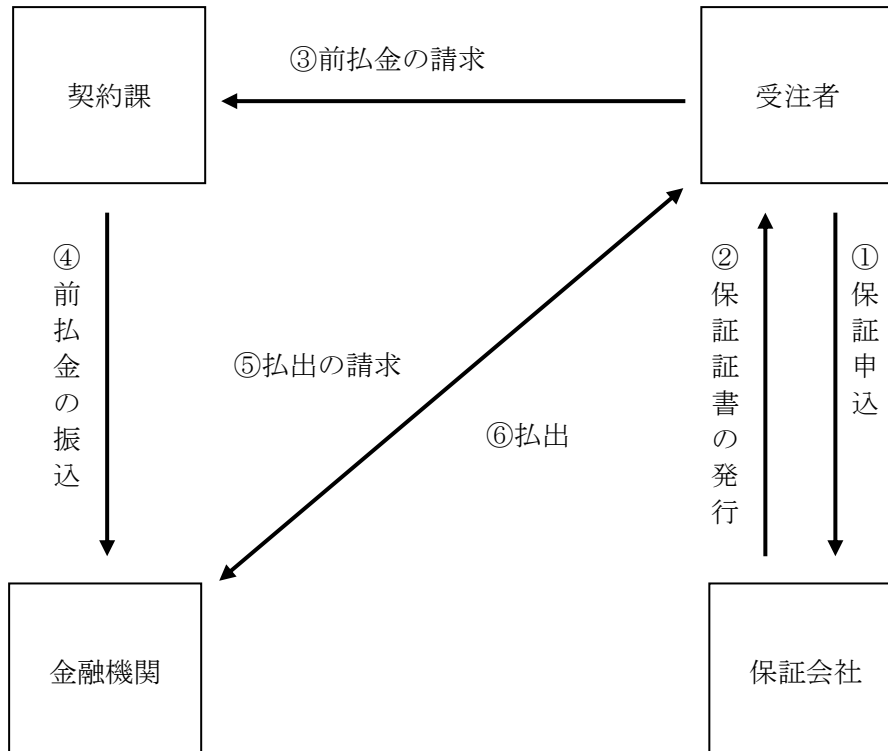 ③前払金の請求
契約課
受注者
④前払金の振込
②保証証書の発行
①保証申込
⑤払出の請求
⑥払出
金融機関
保証会社